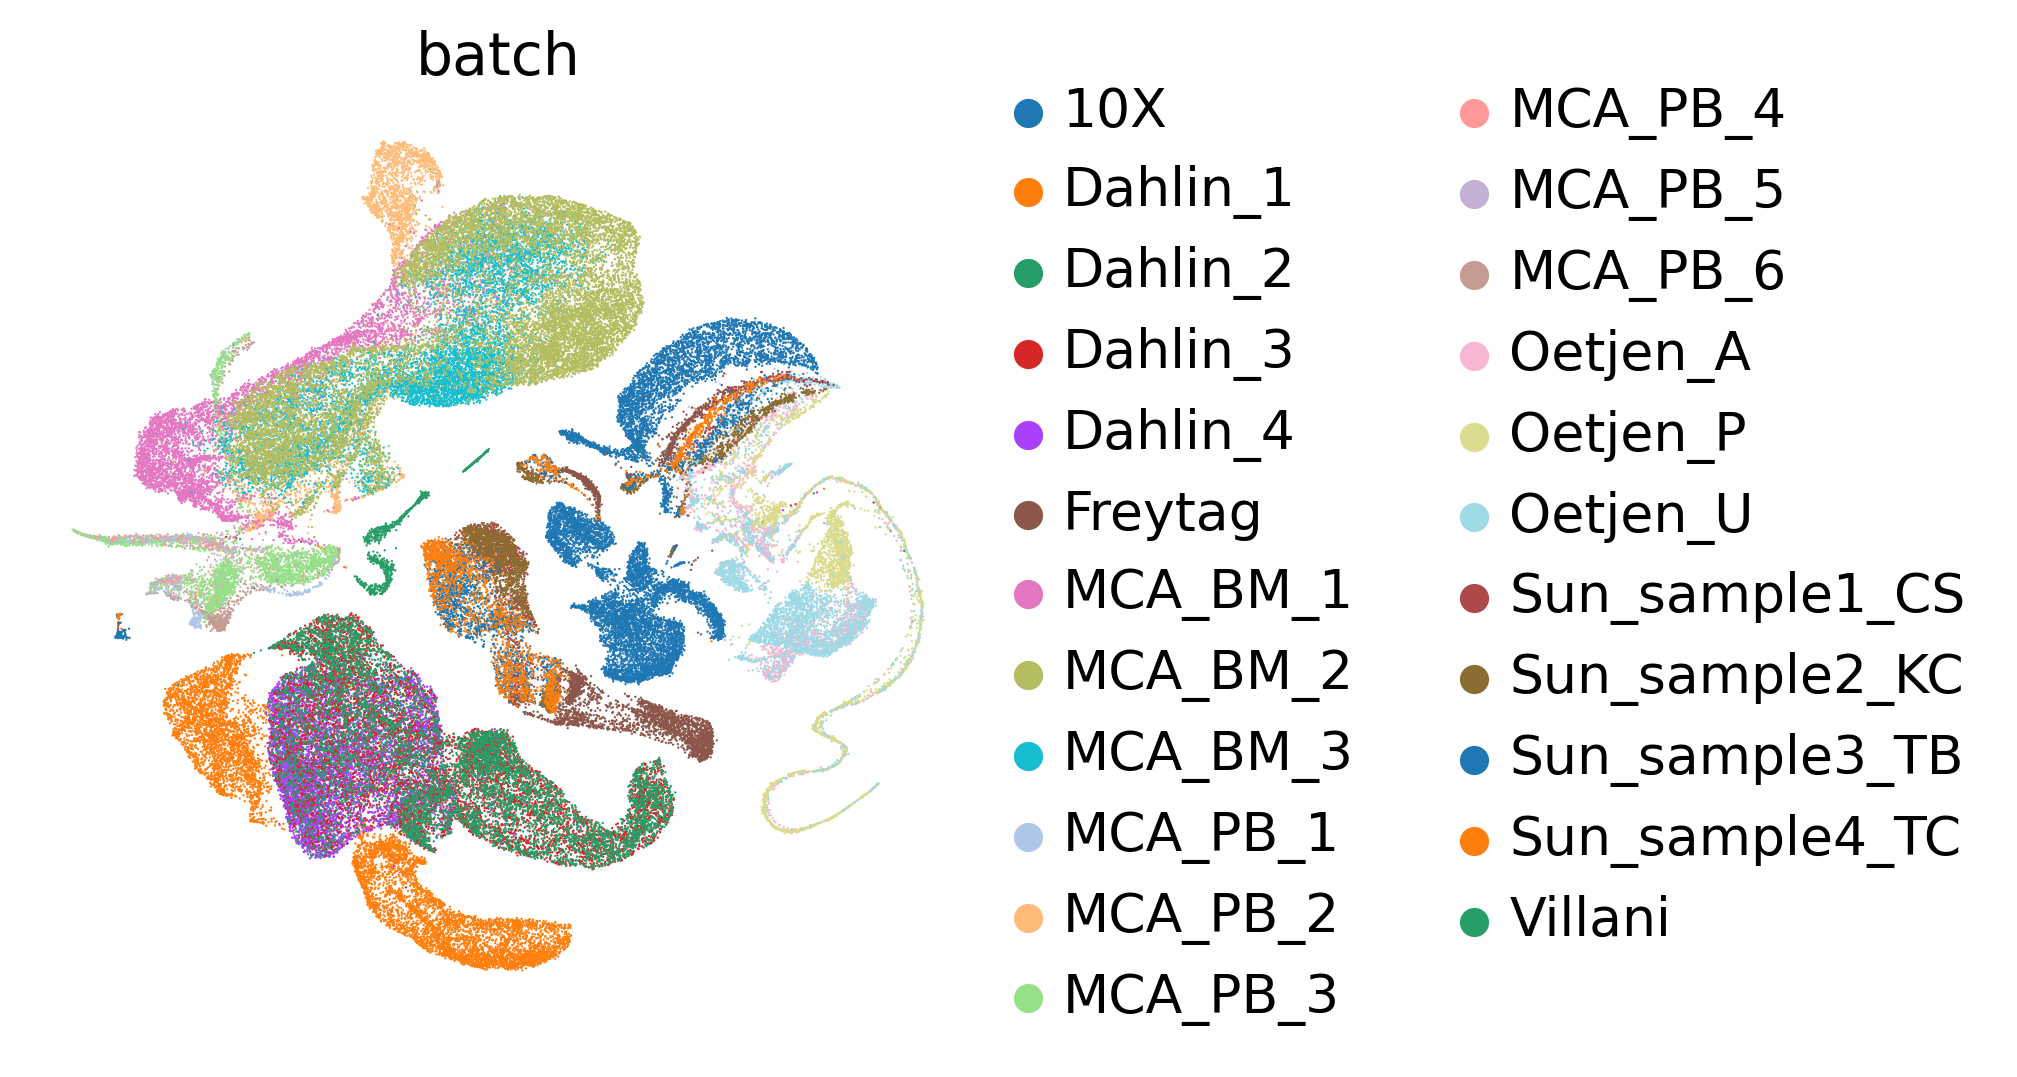 batch
10X
Dahlin_1
Dahlin_2
Dahlin_3
Dahlin_4
Freytag
MCA_BM_1
MCA_BM_2
MCA_BM_3
MCA_PB_1
MCA_PB_2
MCA_PB_3
MCA_PB_4
MCA_PB_5
MCA_PB_6
Oetjen_A
Oetjen_P
Oetjen_U
Sun_sample1_CS
Sun_sample2_KC
Sun_sample3_TB
Sun_sample4_TC
Villani